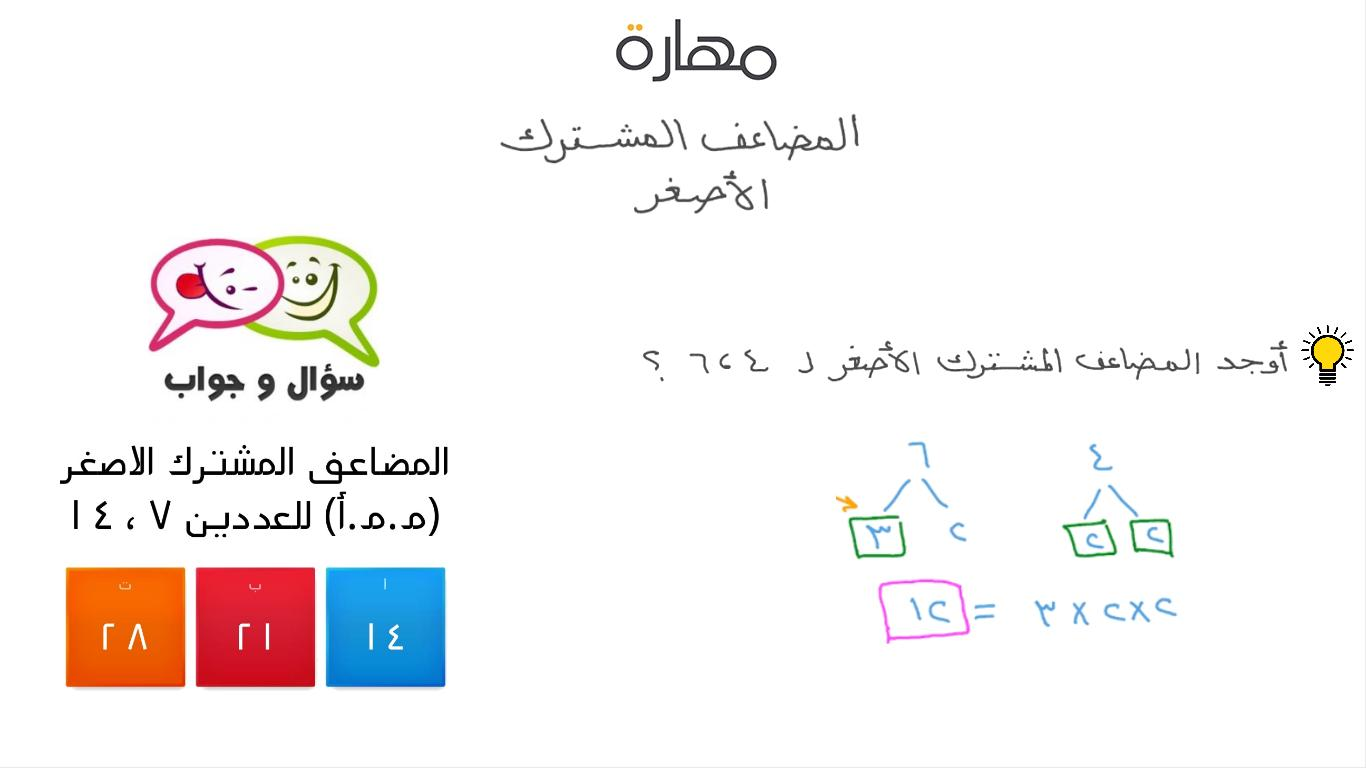 مهارة
المضاعف المشترك
الأصغر
أوجد المضاعف المشترك الأصغر لـ ٤ ، ٦ ؟
٤ ٦
٢ ٢ ٢ ٣
٢ × ٢ × ٣ = ١٢
سؤال و جواب
المضاعف المشترك الاصغر
(م.م.أ) للعددين ٧ ، ١٤
ا ب ت
١٤ ٢١ ٢٨